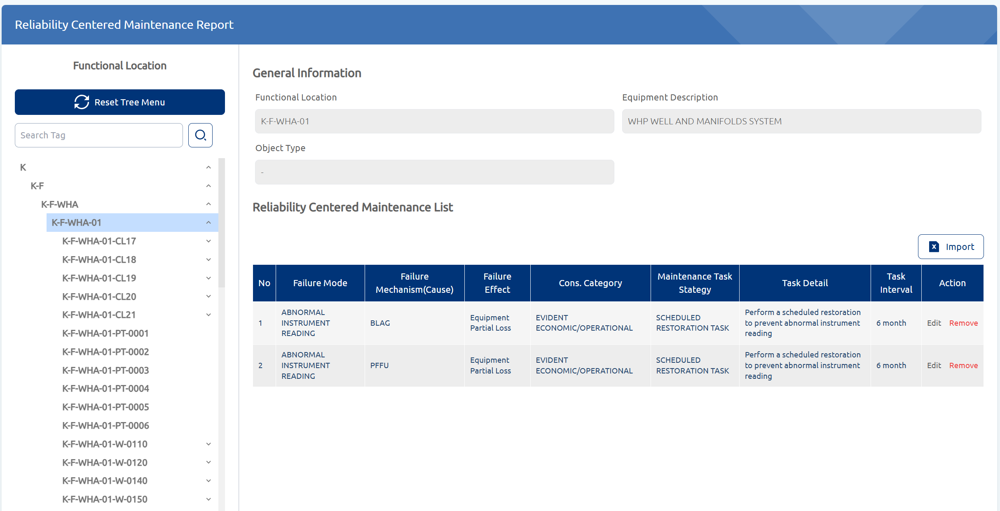 Reliability Centered Maintenance Report
Functional Location
Reset Tree Menu
Search Tag
K
K-F
K-F-WHA
K-F-WHA-01
K-F-WHA-01-CL17
K-F-WHA-01-CL18
K-F-WHA-01-CL19
K-F-WHA-01-CL20
K-F-WHA-01-CL21
K-F-WHA-01-PT-0001
K-F-WHA-01-PT-0002
K-F-WHA-01-PT-0003
K-F-WHA-01-PT-0004
K-F-WHA-01-PT-0005
K-F-WHA-01-PT-0006
K-F-WHA-01-W-0110
K-F-WHA-01-W-0120
K-F-WHA-01-W-0140
K-F-WHA-01-W-0150
General Information
Functional Location
Equipment Description
K-F-WHA-01
WHP WELL AND MANIFOLDS SYSTEM
Object Type
-
Reliability Centered Maintenance List
Import
No
Failure Mode
Failure
Mechanism(Cause)
Failure
Effect
Cons. Category
Maintenance Task
Stategy
Task Detail
Task
Interval
Action
1
ABNORMAL
INSTRUMENT
READING
BLAG
Equipment
Partial Loss
EVIDENT
ECONOMIC/OPERATIONAL
SCHEDULED
RESTORATION TASK
Perform a scheduled restoration
to prevent abnormal instrument
reading
6 month
Edit
Remove
2
ABNORMAL
INSTRUMENT
READING
PFFU
Equipment
Partial Loss
EVIDENT
ECONOMIC/OPERATIONAL
SCHEDULED
RESTORATION TASK
Perform a scheduled restoration
to prevent abnormal instrument
reading
6 month
Edit
Remove